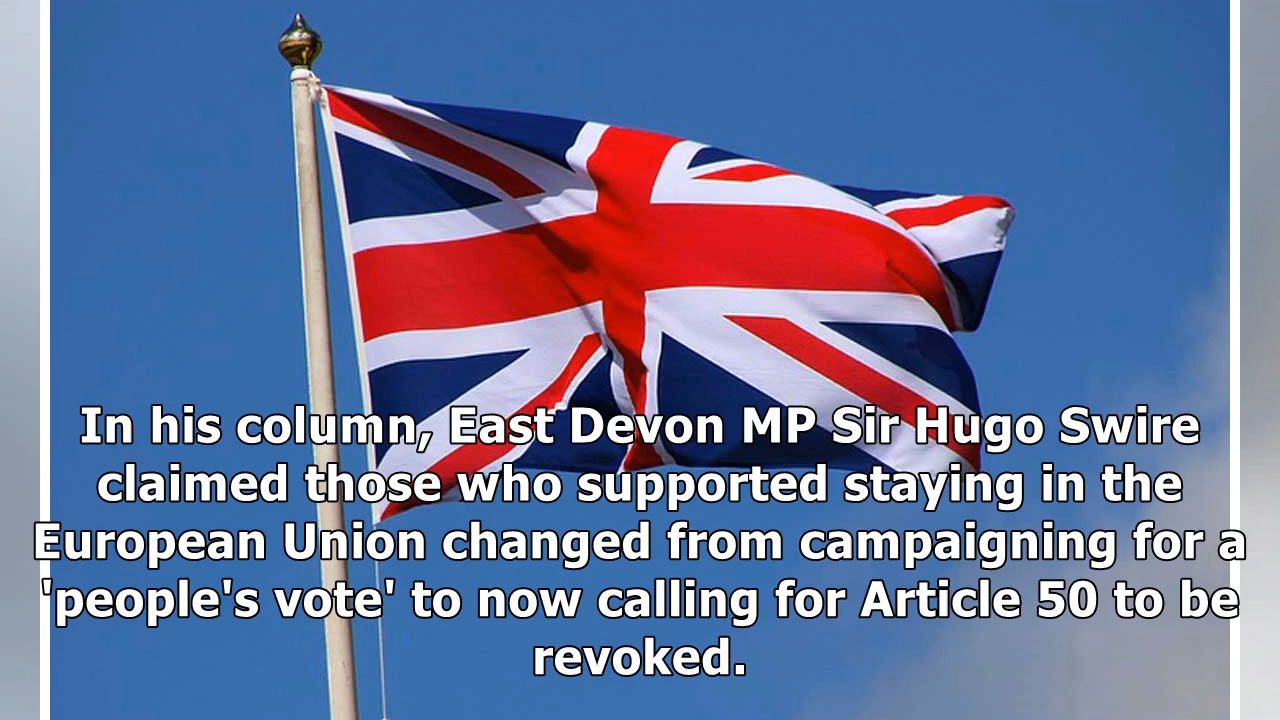 In his column, East Devon MP Sir Hugo Swire
claimed those who supported staying in the
European Union changed from campaigning for a
'people's vote' to now calling for Article 50 to be
revoked.